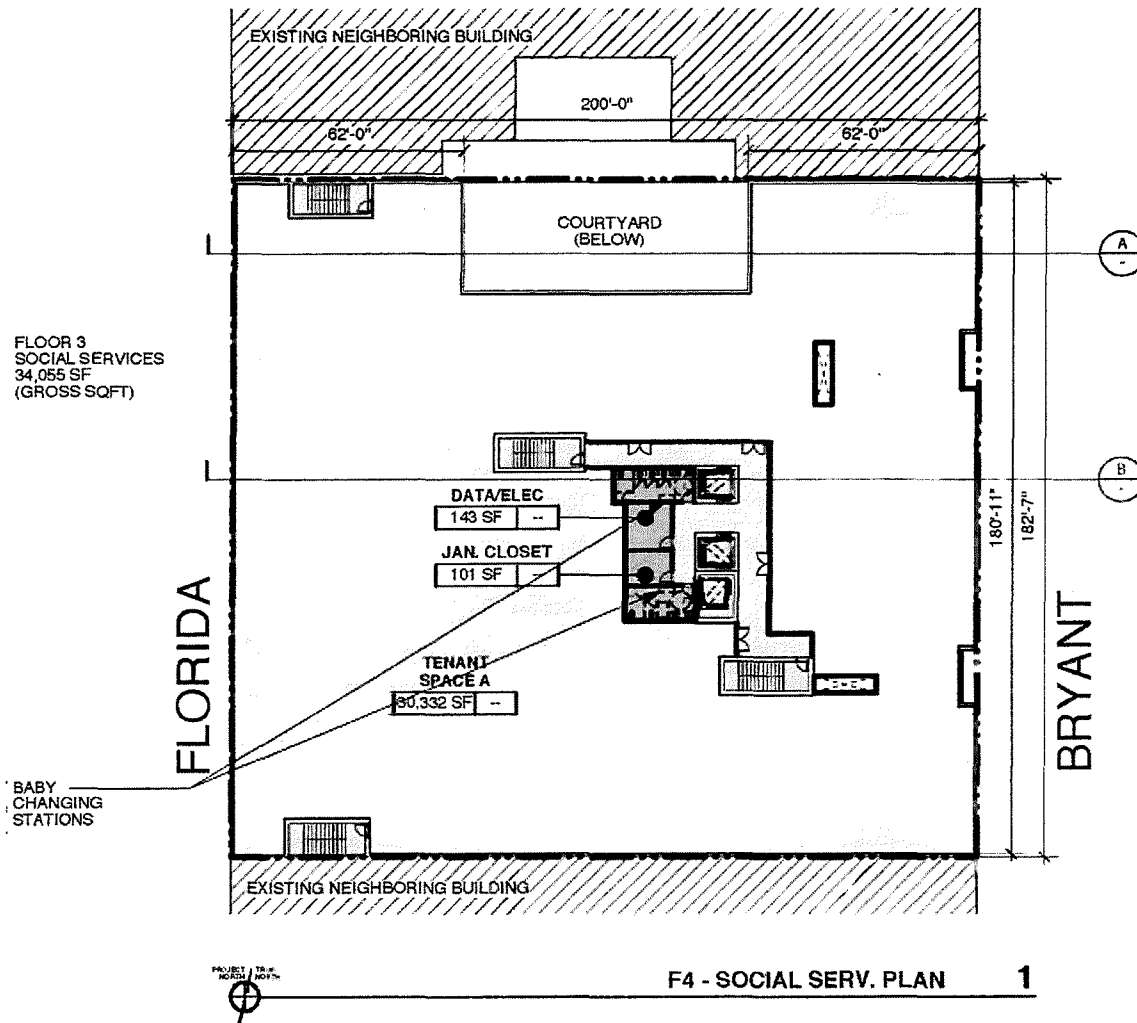 EXISTING NEIGHBORING BUILDING
200'-0"
62'-0"
62'-0"
COURTYARD
(BELOW)
A
-
FLOOR 3
SOCIAL SERVICES
34,055 SF
(GROSS SQFT)
B
-
DATA/ELEC
143 SF --
JAN. CLOSET
101 SF --
180'-11"
182'-7"
FLORIDA
BRYANT
TENANT
SPACE A
30,332 SF --
BABY
CHANGING
STATIONS
EXISTING NEIGHBORING BUILDING
PROJECT NORTH
TRUE NORTH
F4 - SOCIAL SERV. PLAN 1